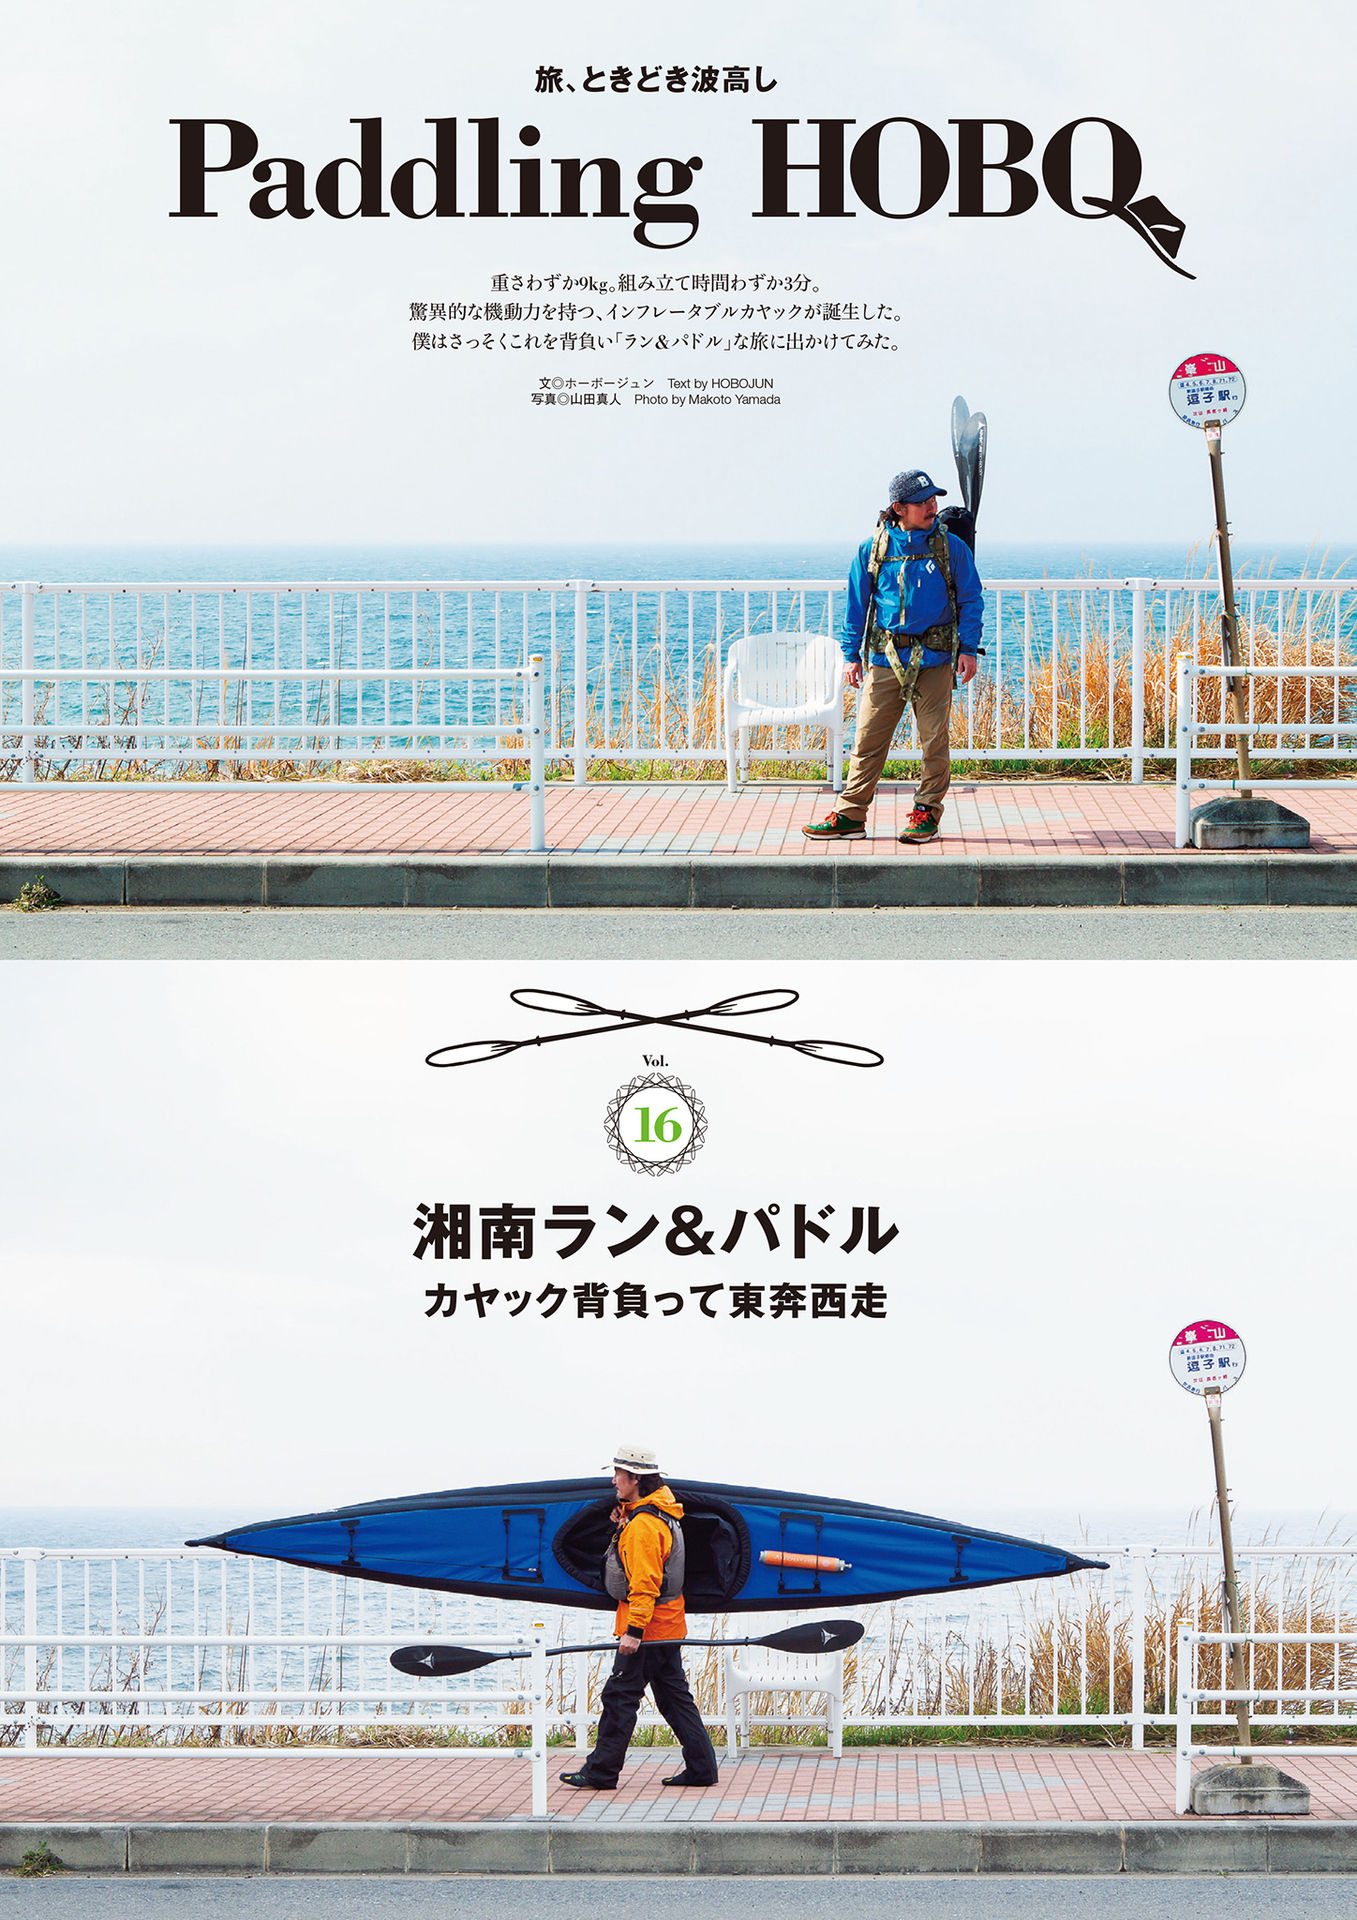 旅、ときどき波高し
Paddling HOBO
重さわずか9kg。組み立て時間わずか3分。
驚異的な機動力を持つ、インフレータブルカヤックが誕生した。
僕はさっそくこれを背負い「ラン&パドル」な旅に出かけてみた。
文◎ホーボージュン Text by HOBOJUN
写真◎山田真人 Photo by Makoto Yamada
峯山
逗子駅
B
Vol.
16
湘南ラン&パドル
カヤック背負って東奔西走
峯山
逗子駅